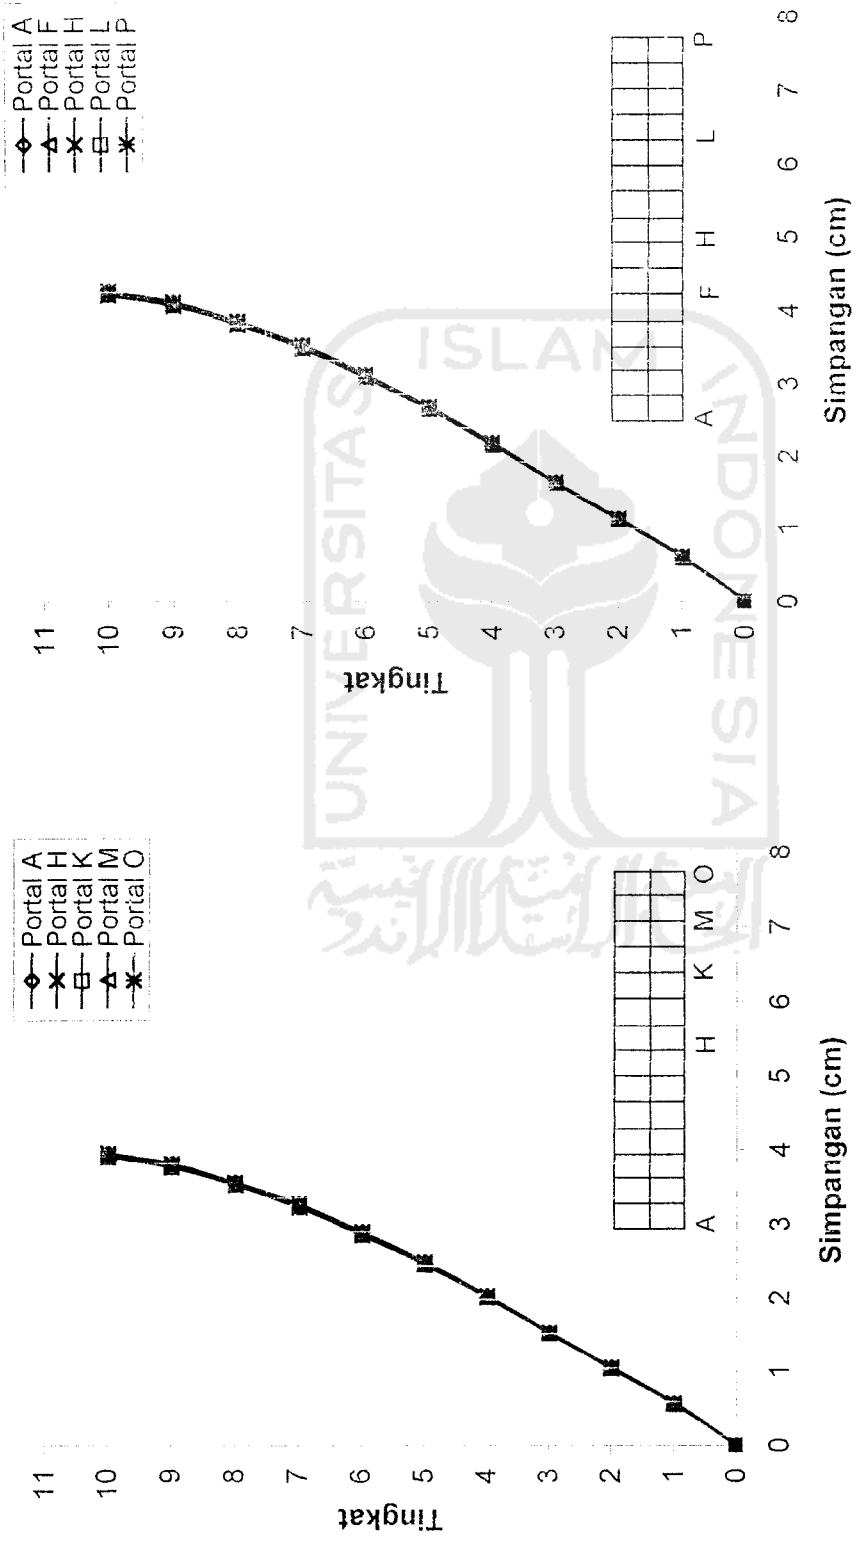 Portal A
Portal H
Portal K
Portal M
Portal O
Tingkat
11
10
9
8
7
6
5
4
3
2
1
0
A H K M O
0 1 2 3 4 5 6 7 8
Simpangan (cm)
Portal A
Portal F
Portal H
Portal L
Portal P
Tingkat
11
10
9
8
7
6
5
4
3
2
1
0
A F H L P
0 1 2 3 4 5 6 7 8
Simpangan (cm)
UNIVERSITAS
ISLAM
INDONESIA